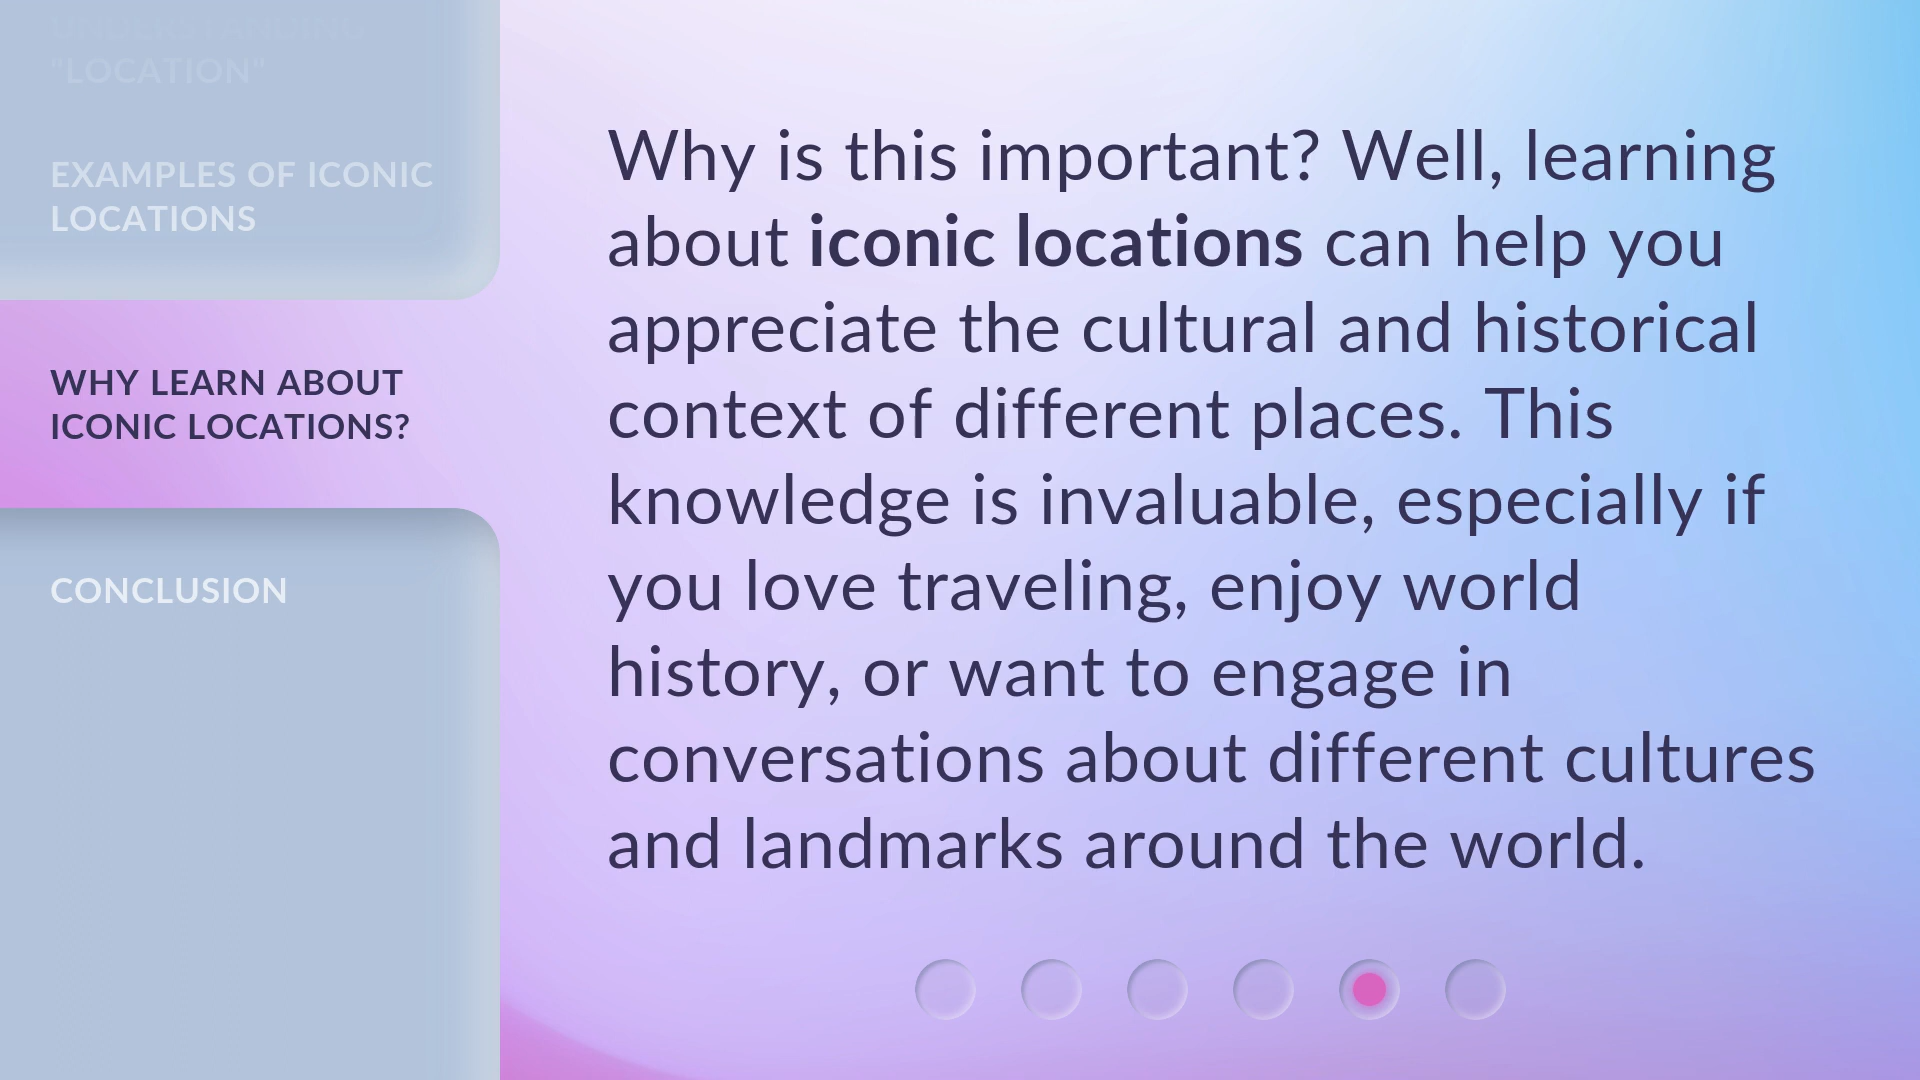 UNDERSTANDING
"LOCATION"
EXAMPLES OF ICONIC
LOCATIONS
WHY LEARN ABOUT
ICONIC LOCATIONS?
CONCLUSION
Why is this important? Well, learning
about iconic locations can help you
appreciate the cultural and historical
context of different places. This
knowledge is invaluable, especially if
you love traveling, enjoy world
history, or want to engage in
conversations about different cultures
and landmarks around the world.